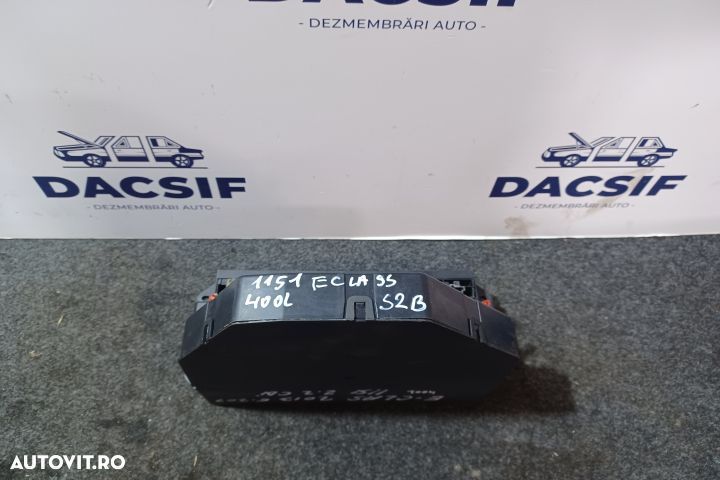 DACSIF
- DEZMEMBRĂRI AUTO -
DACSIF
DEZMEMBRĂRI AUTO -
DACSIF
- DEZMEMBRĂRI AUTO -
1151 ECLASS
400L S2B
AUTOVIT.RO